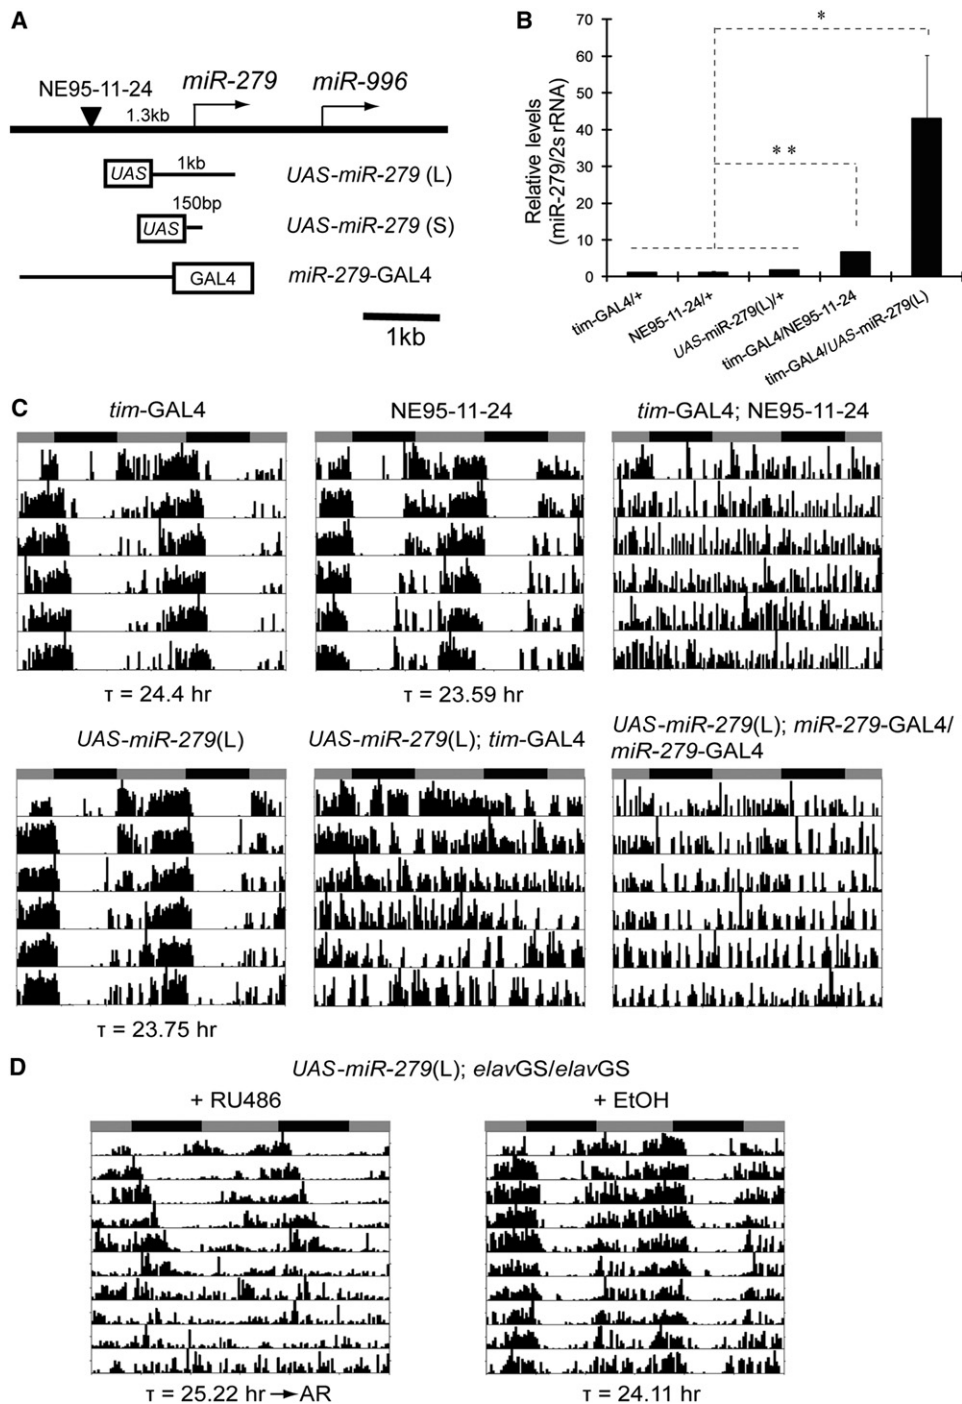 A
NE95-11-24
miR-279
miR-996
1.3kb
UAS
1kb
UAS-miR-279 (L)
150bp
UAS
UAS-miR-279 (S)
GAL4
miR-279-GAL4
1kb
B
Relative levels
(miR-279/2s rRNA)
70
60
50
40
30
20
10
0
*
**
tim-GAL4/+
NE95-11-24/+
UAS-miR-279(L)/+
tim-GAL4/NE95-11-24
tim-GAL4/UAS-miR-279(L)
C
tim-GAL4
NE95-11-24
tim-GAL4; NE95-11-24
τ = 24.4 hr
τ = 23.59 hr
UAS-miR-279(L)
UAS-miR-279(L); tim-GAL4
UAS-miR-279(L); miR-279-GAL4/
miR-279-GAL4
τ = 23.75 hr
D
UAS-miR-279(L); elavGS/elavGS
+ RU486
+ EtOH
τ = 25.22 hr → AR
τ = 24.11 hr